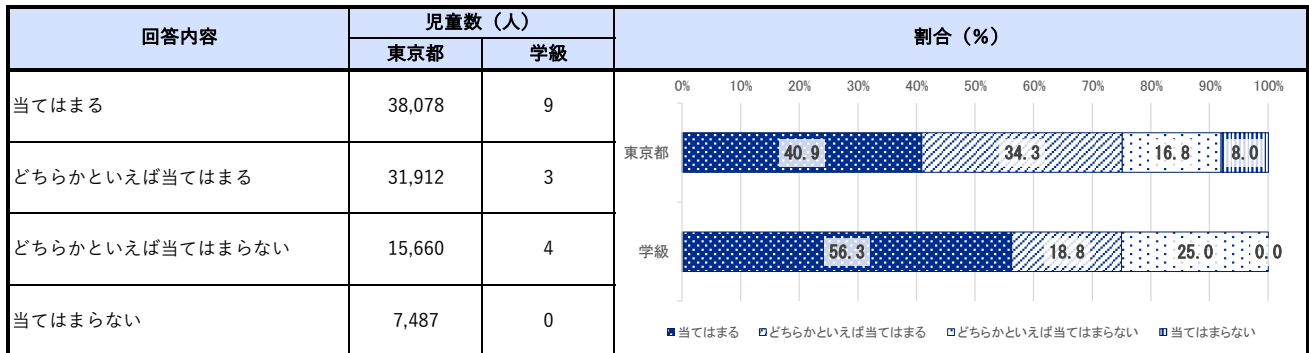 回答内容
児童数（人）
割合（%）
東京都
学級
当てはまる
38,078
9
どちらかといえば当てはまる
31,912
3
どちらかといえば当てはまらない
15,660
4
当てはまらない
7,487
0
0% 10% 20% 30% 40% 50% 60% 70% 80% 90% 100%
東京都 40.9 34.3 16.8 8.0
学級 56.3 18.8 25.0 0.0
当てはまる どちらかといえば当てはまる どちらかといえば当てはまらない 当てはまらない